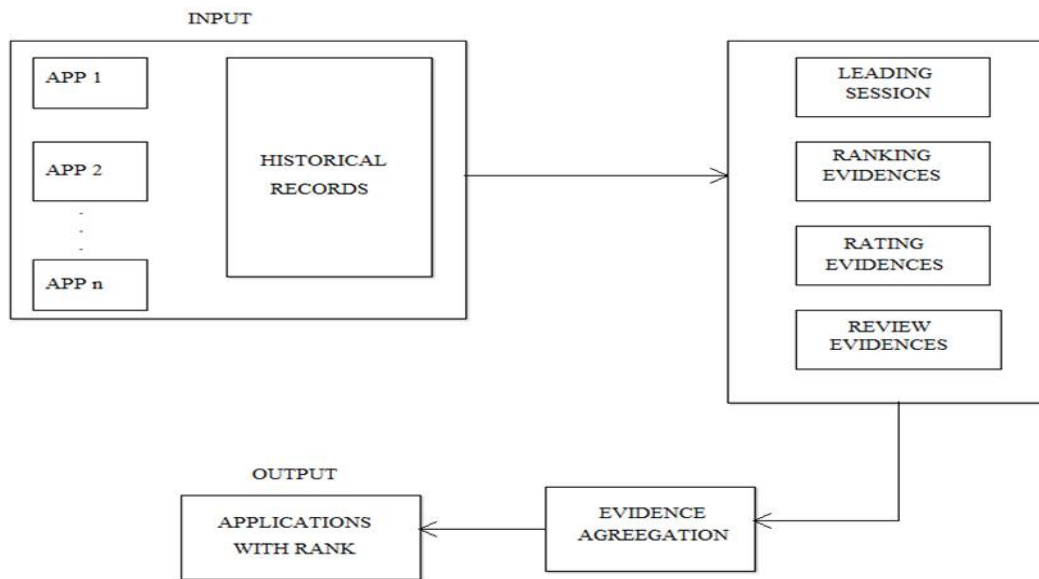 INPUT
APP 1
APP 2
.
.
.
APP n
HISTORICAL
RECORDS
LEADING
SESSION
RANKING
EVIDENCES
RATING
EVIDENCES
REVIEW
EVIDENCES
EVIDENCE
AGREEGATION
OUTPUT
APPLICATIONS
WITH RANK